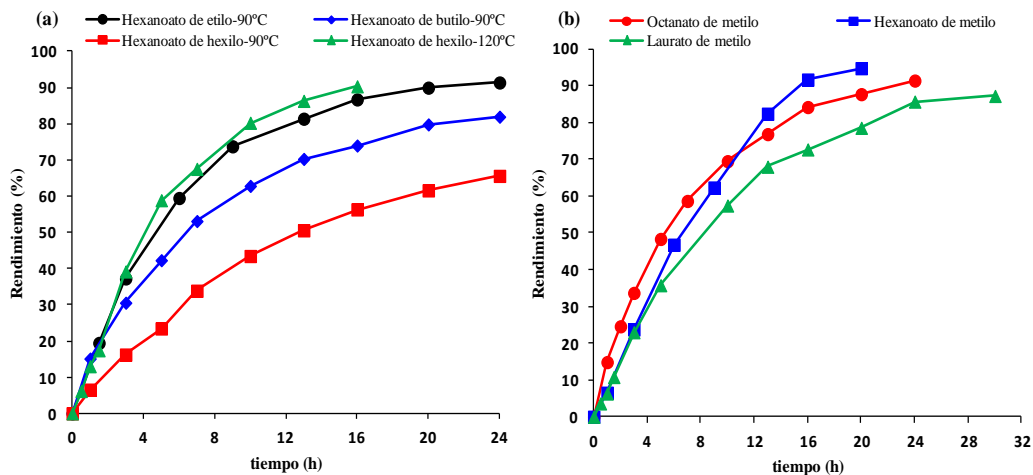 (a)
Hexanoato de etilo-90ºC
Hexanoato de butilo-90ºC
Hexanoato de hexilo-90ºC
Hexanoato de hexilo-120ºC
Rendimiento (%)
100
90
80
70
60
50
40
30
20
10
0
0 4 8 12 16 20 24
tiempo (h)
(b)
Octanato de metilo
Hexanoato de metilo
Laurato de metilo
Rendimiento (%)
100
90
80
70
60
50
40
30
20
10
0
0 4 8 12 16 20 24 28 32
tiempo (h)